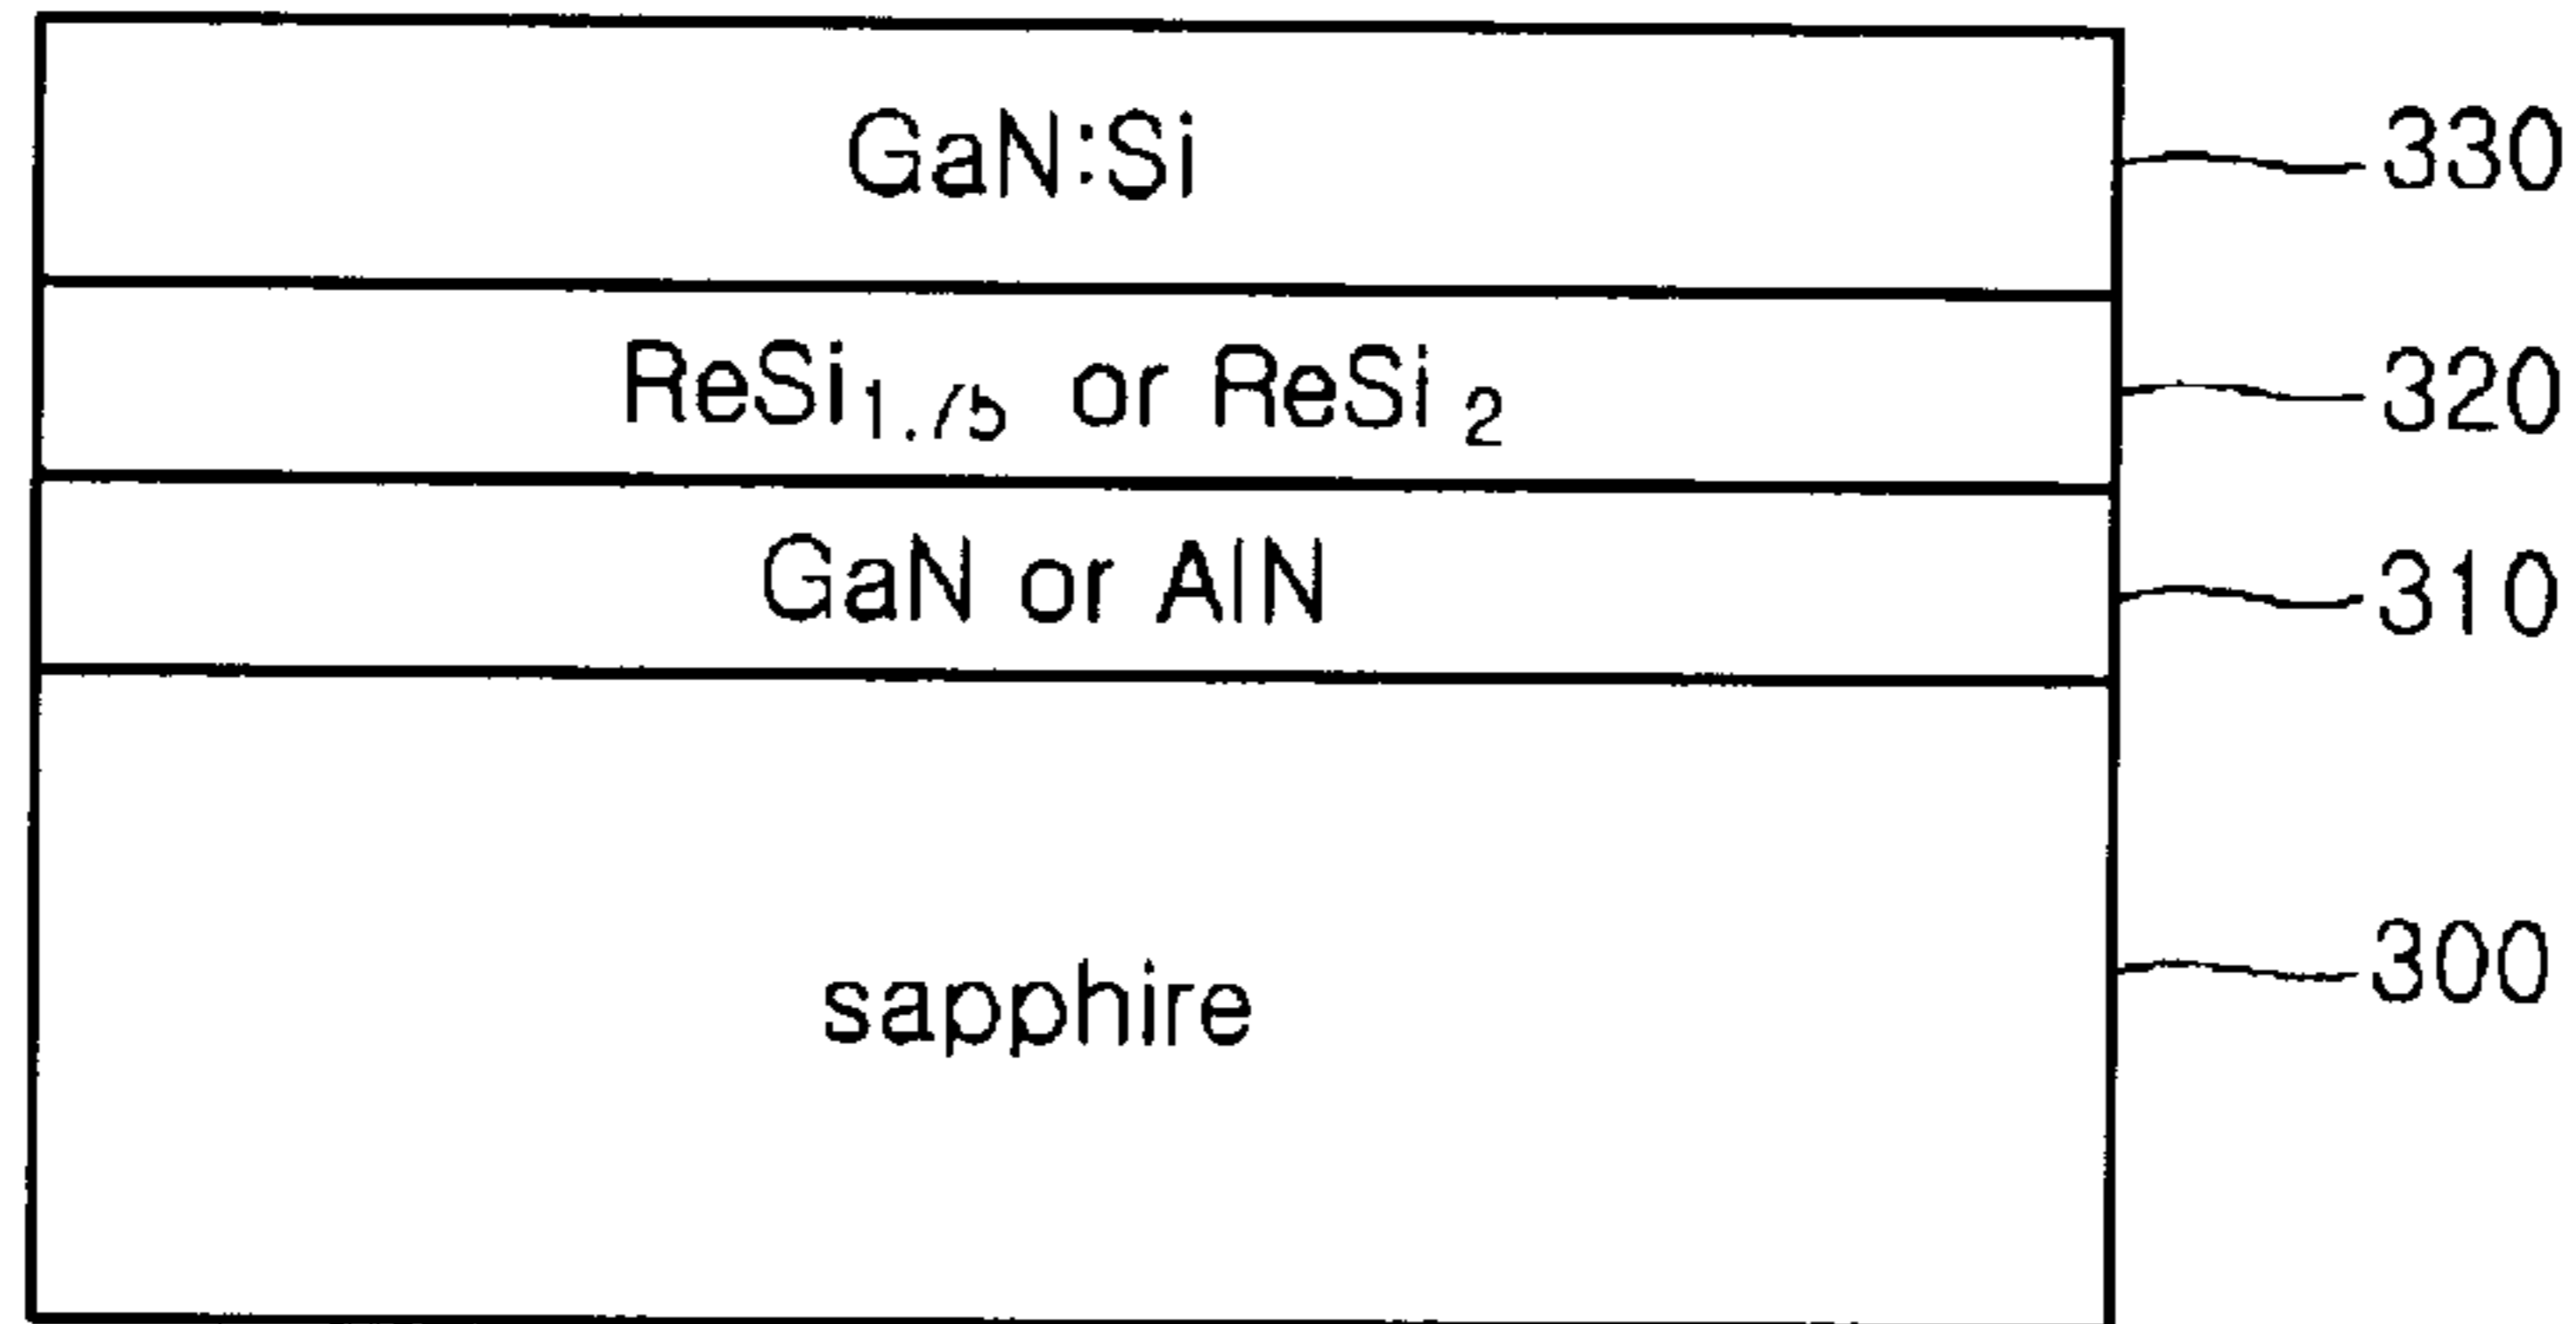 GaN:Si 330
ReSi1.75 or ReSi2 320
GaN or AlN 310
300
sapphire